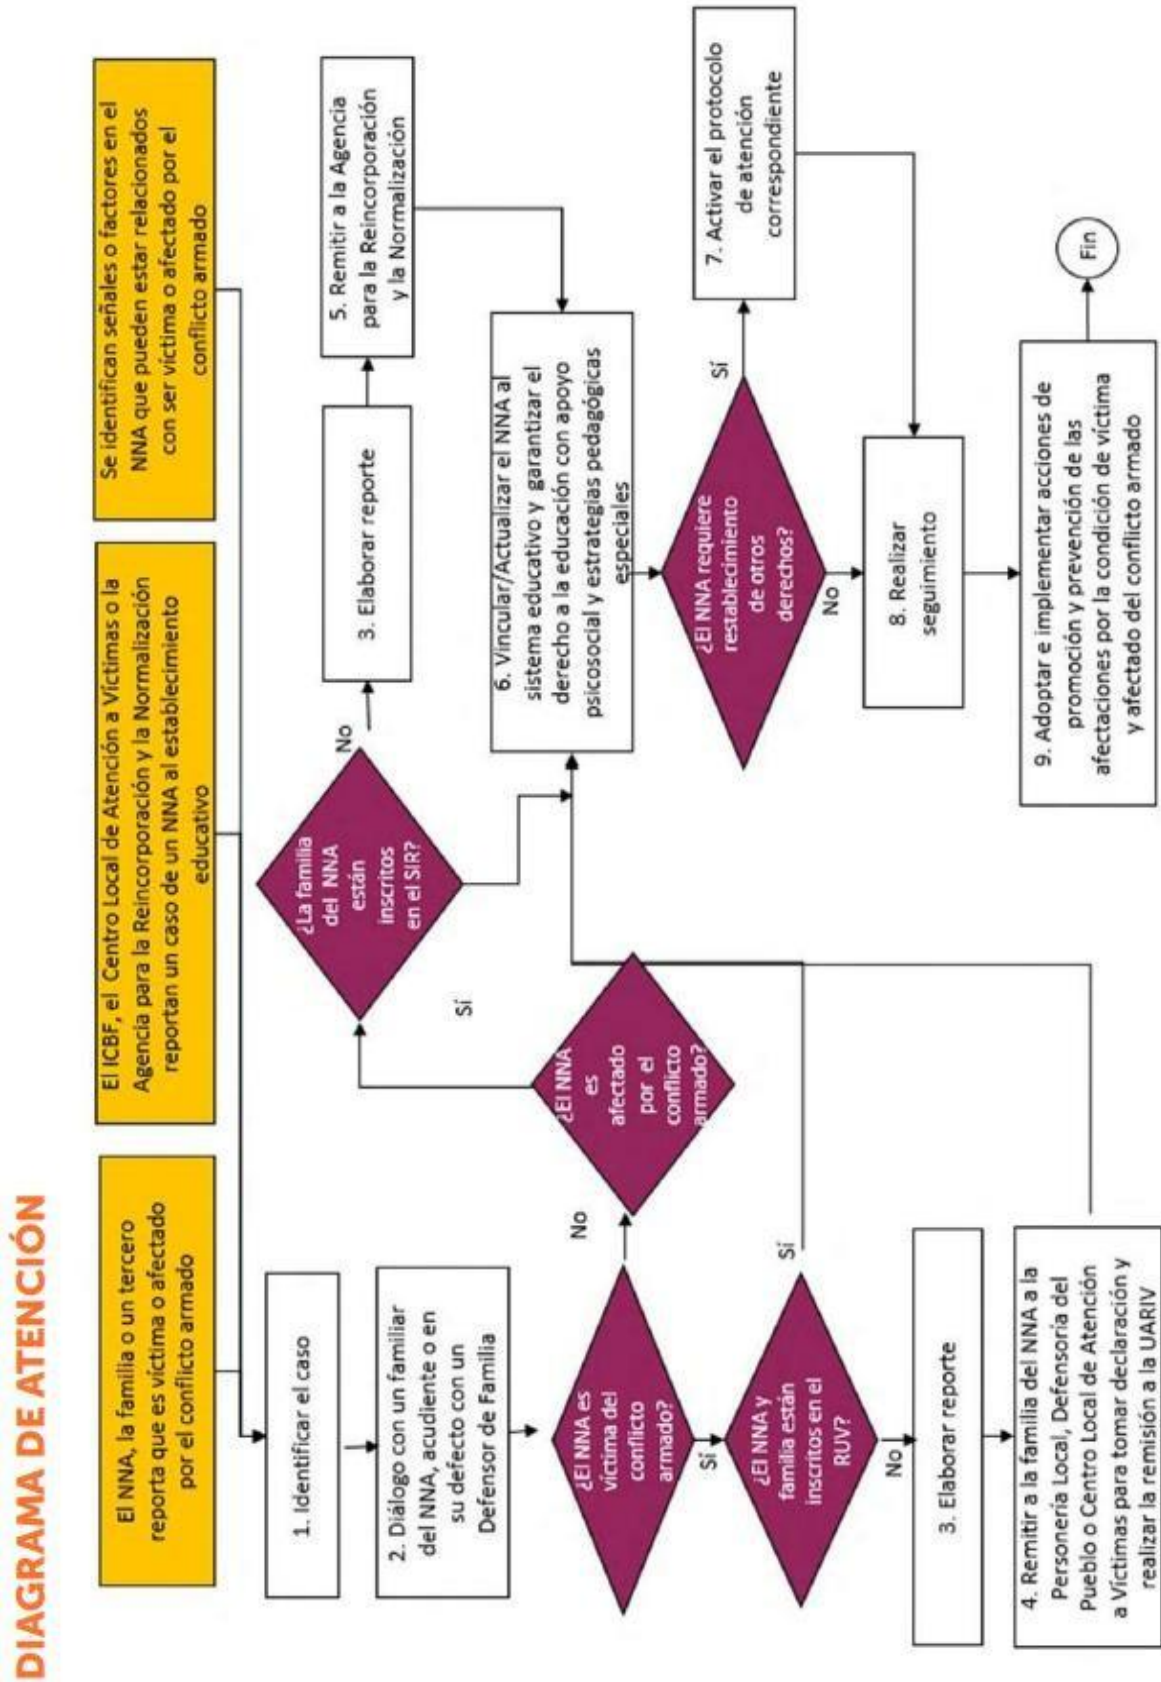 DIAGRAMA DE ATENCIÓN
El NNA, la familia o un tercero
reporta que es víctima o afectado
por el conflicto armado
El ICBF, el Centro Local de Atención a Víctimas o la
Agencia para la Reincorporación y la Normalización
reportan un caso de un NNA al establecimiento
educativo
Se identifican señales o factores en el
NNA que pueden estar relacionados
con ser víctima o afectado por el
conflicto armado
1. Identificar el caso
2. Diálogo con un familiar
del NNA, acudiente o en
su defecto con un
Defensor de Familia
¿El NNA es
víctima del
conflicto
armado?
No
Sí
¿El NNA y
familia están
inscritos en el
RUV?
Sí
No
3. Elaborar reporte
4. Remitir a la familia del NNA a la
Personería Local, Defensoría del
Pueblo o Centro Local de Atención
a Víctimas para tomar declaración y
realizar la remisión a la UARIV
¿El NNA
es
afectado
por el
conflicto
armado?
Sí
¿La familia
del NNA
están
inscritos
en el SIR?
No
3. Elaborar reporte
5. Remitir a la Agencia
para la Reincorporación
y la Normalización
6. Vincular/Actualizar el NNA al
sistema educativo y garantizar el
derecho a la educación con apoyo
psicosocial y estrategias pedagógicas
especiales
¿El NNA requiere
restablecimiento
de otros
derechos?
Sí
No
7. Activar el protocolo
de atención
correspondiente
8. Realizar
seguimiento
9. Adoptar e implementar acciones de
promoción y prevención de las
afectaciones por la condición de víctima
y afectado del conflicto armado
Fin